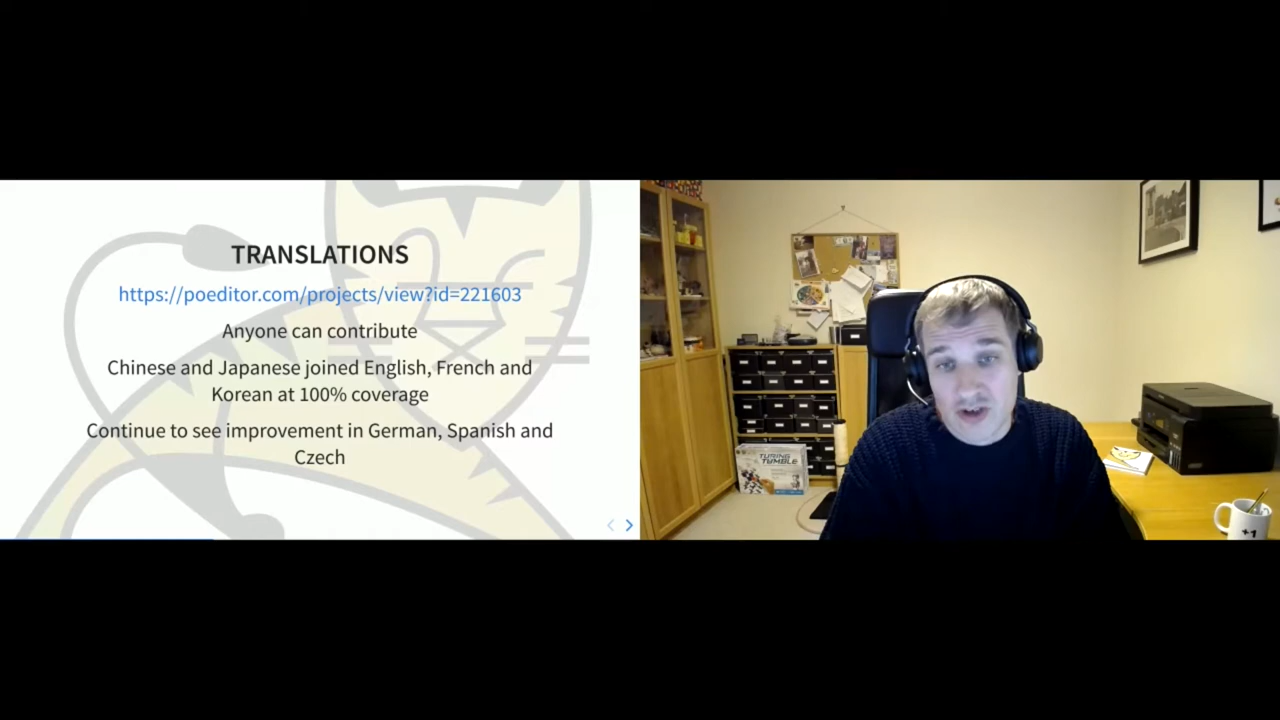 TRANSLATIONS
https://poeditor.com/projects/view?id=221603
Anyone can contribute
Chinese and Japanese joined English, French and
Korean at 100% coverage
Continue to see improvement in German, Spanish and
Czech
TURING
TUMBLE
+1